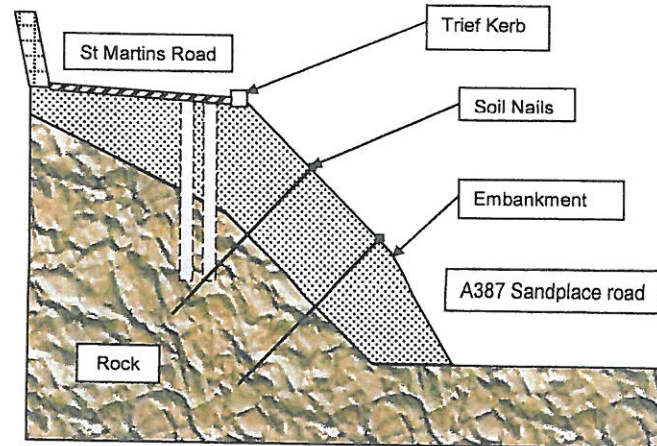 Trief Kerb
St Martins Road
Soil Nails
Embankment
A387 Sandplace road
Rock